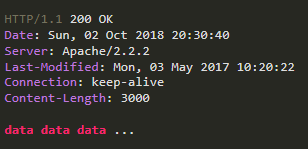 HTTP/1.1 200 OK
Date: Sun, 02 Oct 2018 20:30:40
Server: Apache/2.2.2
Last-Modified: Mon, 03 May 2017 10:20:22
Connection: keep-alive
Content-Length: 3000
data data data ...